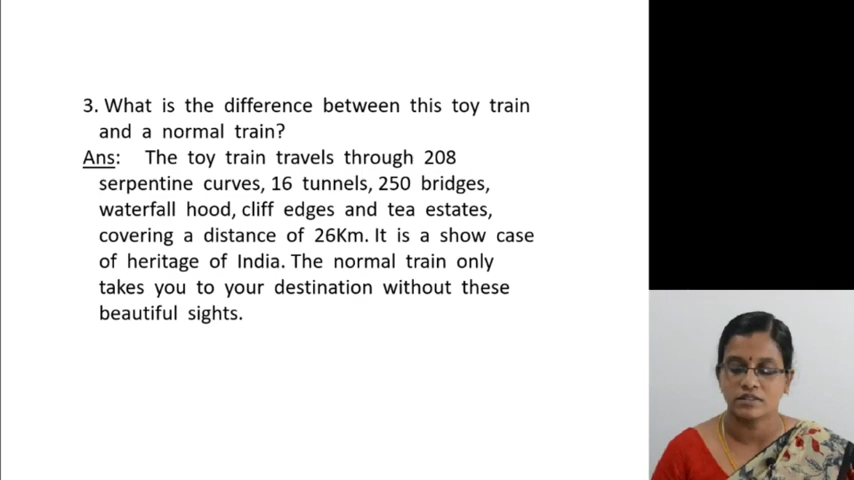 3. What is the difference between this toy train
and a normal train?
Ans: The toy train travels through 208
serpentine curves, 16 tunnels, 250 bridges,
waterfall hood, cliff edges and tea estates,
covering a distance of 26Km. It is a show case
of heritage of India. The normal train only
takes you to your destination without these
beautiful sights.